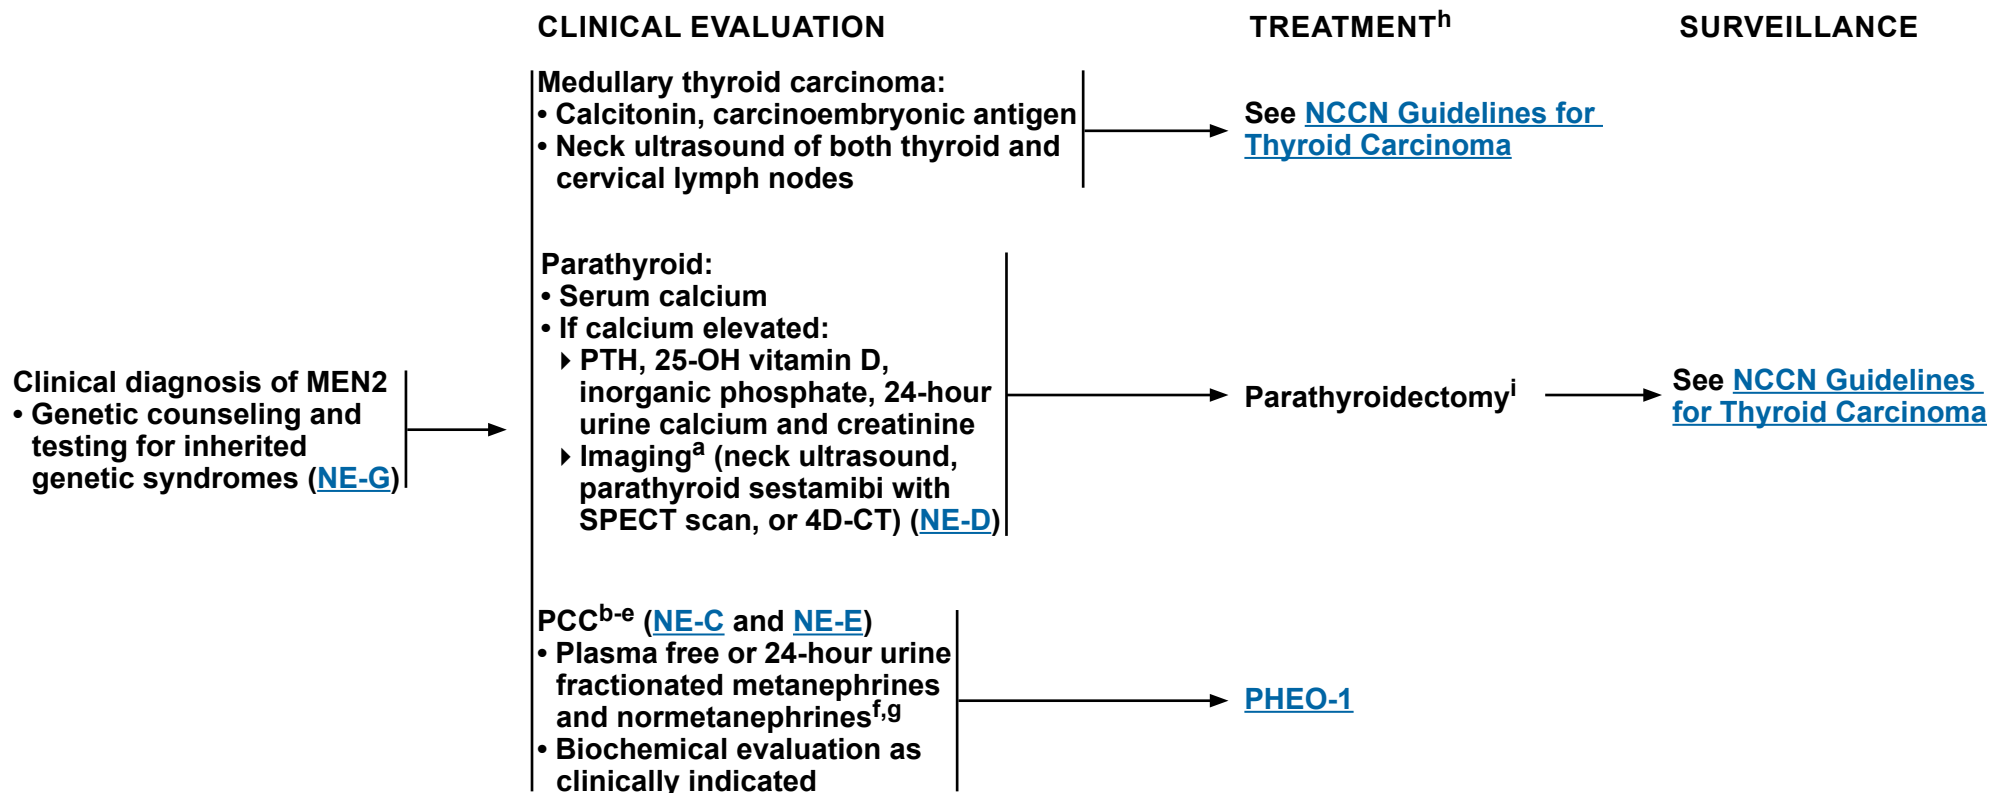 CLINICAL EVALUATION
TREATMENTh
SURVEILLANCE
Clinical diagnosis of MEN2
• Genetic counseling and
testing for inherited
genetic syndromes (NE-G)
Medullary thyroid carcinoma:
• Calcitonin, carcinoembryonic antigen
• Neck ultrasound of both thyroid and
cervical lymph nodes
See NCCN Guidelines for
Thyroid Carcinoma
Parathyroid:
• Serum calcium
• If calcium elevated:
▸ PTH, 25-OH vitamin D,
inorganic phosphate, 24-hour
urine calcium and creatinine
▸ Imaginga (neck ultrasound,
parathyroid sestamibi with
SPECT scan, or 4D-CT) (NE-D)
Parathyroidectomyi
See NCCN Guidelines
for Thyroid Carcinoma
PCCb-e (NE-C and NE-E)
• Plasma free or 24-hour urine
fractionated metanephrines
and normetanephrinesf,g
• Biochemical evaluation as
clinically indicated
PHEO-1